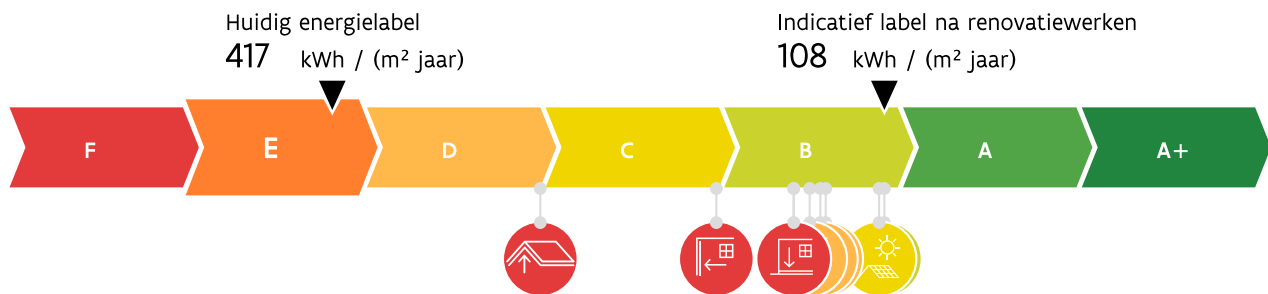 Huidig energielabel
417 kWh / (m² jaar)
Indicatief label na renovatiewerken
108 kWh / (m² jaar)
F E D C B A A+